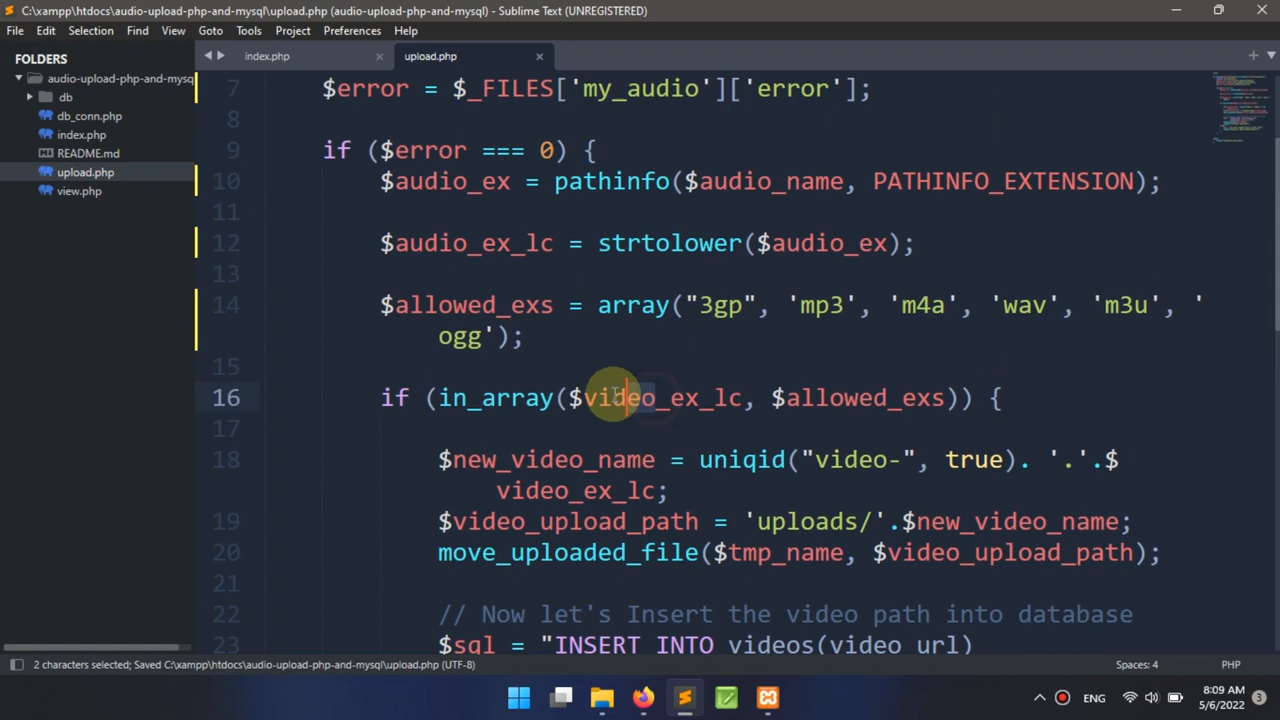 C:\xampp\htdocs\audio-upload-php-and-mysql\upload.php (audio-upload-php-and-mysql) - Sublime Text (UNREGISTERED)
File Edit Selection Find View Goto Tools Project Preferences Help
FOLDERS
audio-upload-php-and-mysq
db
db_conn.php
index.php
README.md
upload.php
view.php
index.php upload.php
7 $error = $_FILES['my_audio']['error'];
8
9 if ($error === 0) {
10 $audio_ex = pathinfo($audio_name, PATHINFO_EXTENSION);
11
12 $audio_ex_lc = strtolower($audio_ex);
13
14 $allowed_exs = array("3gp", 'mp3', 'm4a', 'wav', 'm3u', '
ogg');
15
16 if (in_array($video_ex_lc, $allowed_exs)) {
17
18 $new_video_name = uniqid("video-", true). '.'.$
video_ex_lc;
19 $video_upload_path = 'uploads/'.$new_video_name;
20 move_uploaded_file($tmp_name, $video_upload_path);
21
22 // Now let's Insert the video path into database
23 $sql = "INSERT INTO videos(video_url)
2 characters selected; Saved C:\xampp\htdocs\audio-upload-php-and-mysql\upload.php (UTF-8)
Spaces: 4 PHP
ENG
8:09 AM
5/6/2022
3